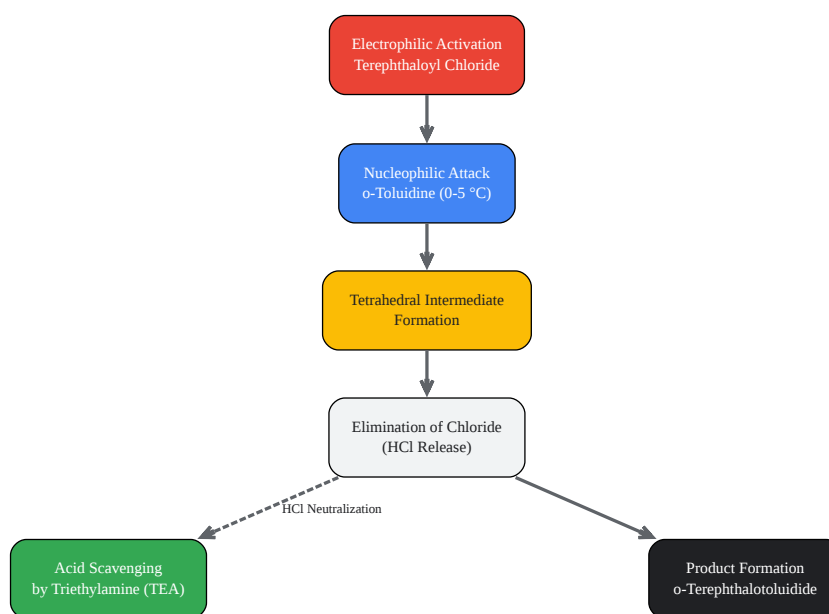 Electrophilic Activation
Terephthaloyl Chloride
Nucleophilic Attack
o-Toluidine (0-5 °C)
Tetrahedral Intermediate
Formation
Elimination of Chloride
(HCl Release)
HCl Neutralization
Acid Scavenging
by Triethylamine (TEA)
Product Formation
o-Terephthalotoluidide